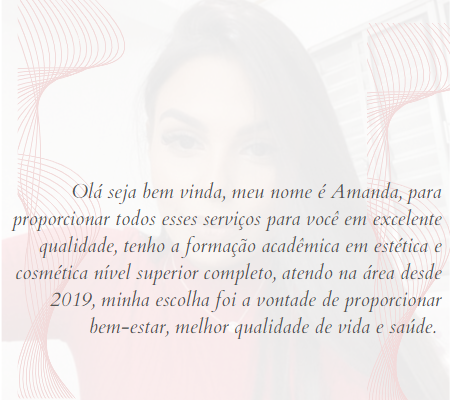 Olá seja bem vinda, meu nome é Amanda, para
proporcionar todos esses serviços para você em excelente
qualidade, tenho a formação acadêmica em estética e
cosmética nível superior completo, atendo na área desde
2019, minha escolha foi a vontade de proporcionar
bem-estar, melhor qualidade de vida e saúde.